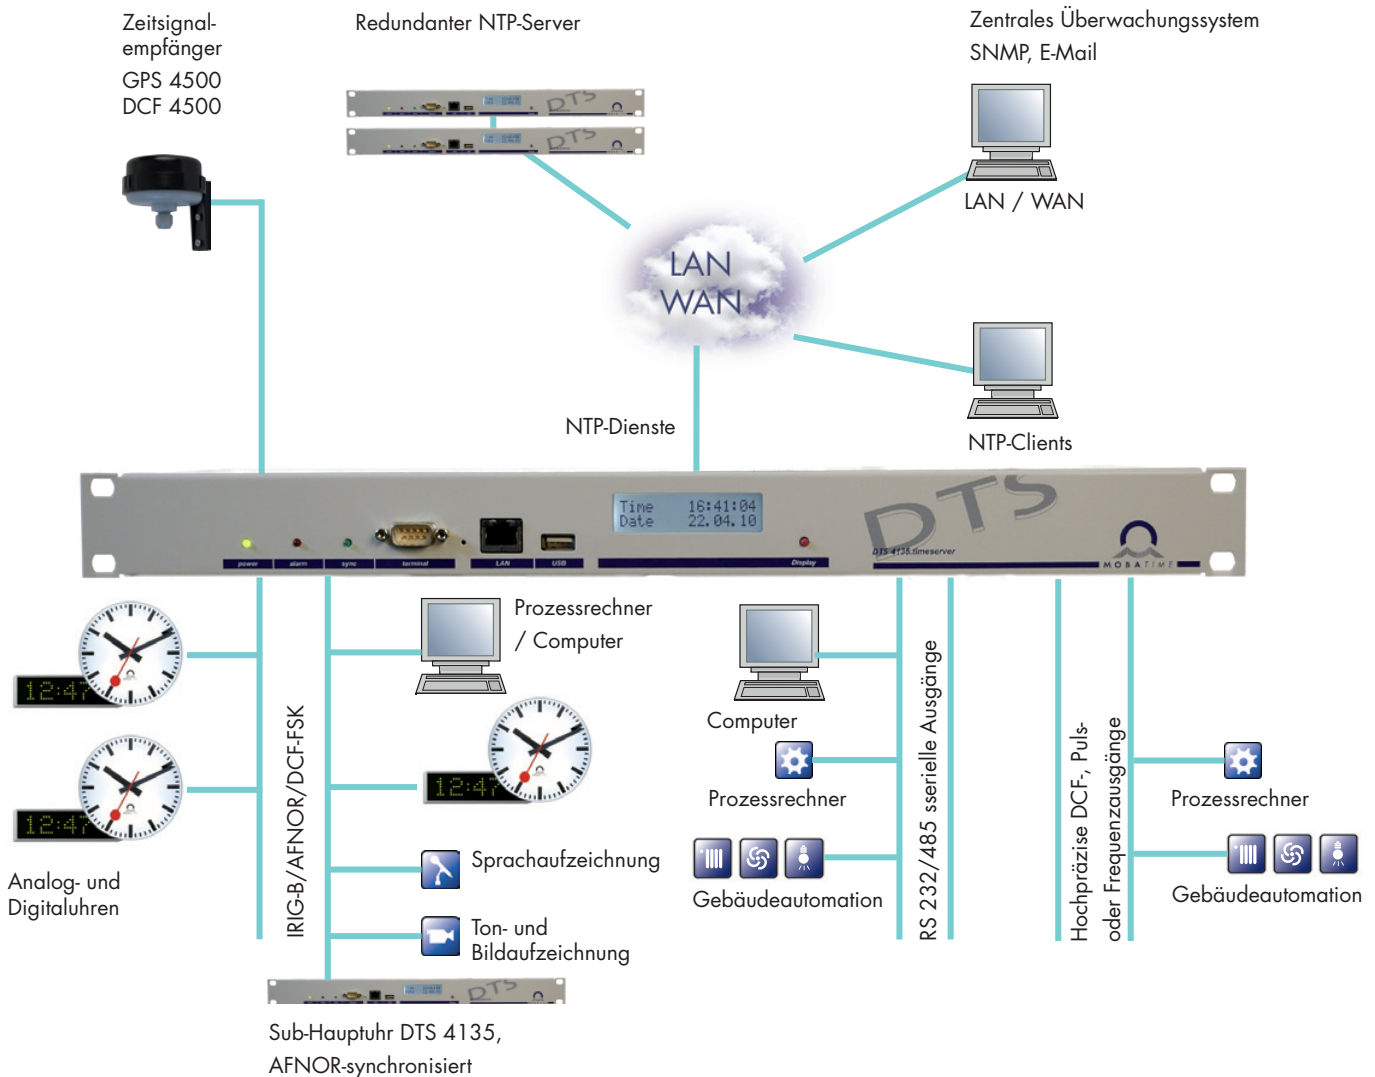 Zeitsignal-
empfänger
GPS 4500
DCF 4500
Redundanter NTP-Server
Zentrales Überwachungssystem
SNMP, E-Mail
DTS
DTS
LAN / WAN
LAN
WAN
NTP-Dienste
NTP-Clients
Time 16:41:04
Date 22.04.10
DTS
DTS 4135.timeserver
MOBATIME
power
alarm
sync
terminal
LAN
USB
Display
12:47
12:47
Analog- und
Digitaluhren
IRIG-B/AFNOR/DCF-FSK
Prozessrechner
/ Computer
12:47
Sprachaufzeichnung
Ton- und
Bildaufzeichnung
DTS
Sub-Hauptuhr DTS 4135,
AFNOR-synchronisiert
Computer
Prozessrechner
Gebäudeautomation
RS 232/485 sserielle Ausgänge
Hochpräzise DCF-, Puls-
oder Frequenzausgänge
Prozessrechner
Gebäudeautomation